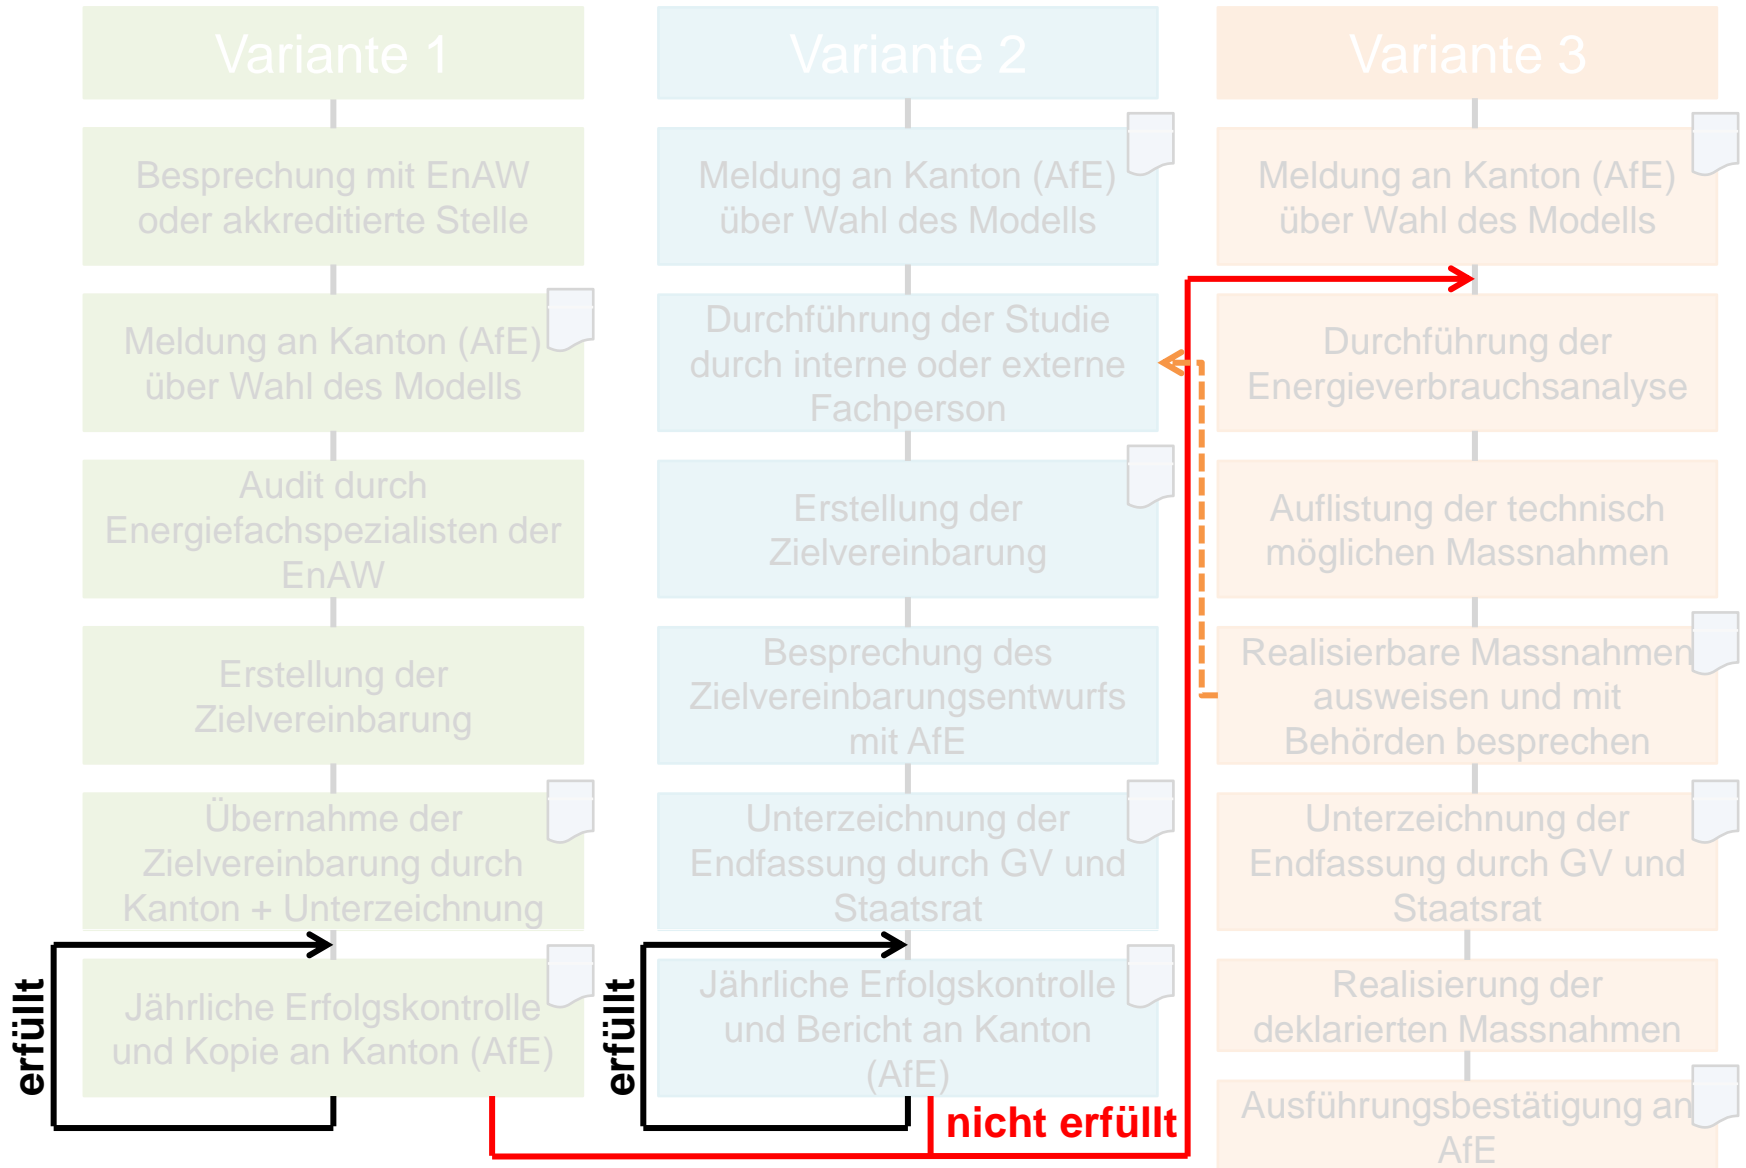 Variante 1
Besprechung mit EnAW
oder akkreditierte Stelle
Meldung an Kanton (AfE)
über Wahl des Modells
Audit durch
Energiefachspezialisten der
EnAW
Erstellung der
Zielvereinbarung
Übernahme der
Zielvereinbarung durch
Kanton + Unterzeichnung
Jährliche Erfolgskontrolle
und Kopie an Kanton (AfE)
erfüllt
Variante 2
Meldung an Kanton (AfE)
über Wahl des Modells
Durchführung der Studie
durch interne oder externe
Fachperson
Erstellung der
Zielvereinbarung
Besprechung des
Zielvereinbarungsentwurfs
mit AfE
Unterzeichnung der
Endfassung durch GV und
Staatsrat
Jährliche Erfolgskontrolle
und Bericht an Kanton
(AfE)
erfüllt
nicht erfüllt
Variante 3
Meldung an Kanton (AfE)
über Wahl des Modells
Durchführung der
Energieverbrauchsanalyse
Auflistung der technisch
möglichen Massnahmen
Realisierbare Massnahmen
ausweisen und mit
Behörden besprechen
Unterzeichnung der
Endfassung durch GV und
Staatsrat
Realisierung der
deklarierten Massnahmen
Ausführungsbestätigung an
AfE